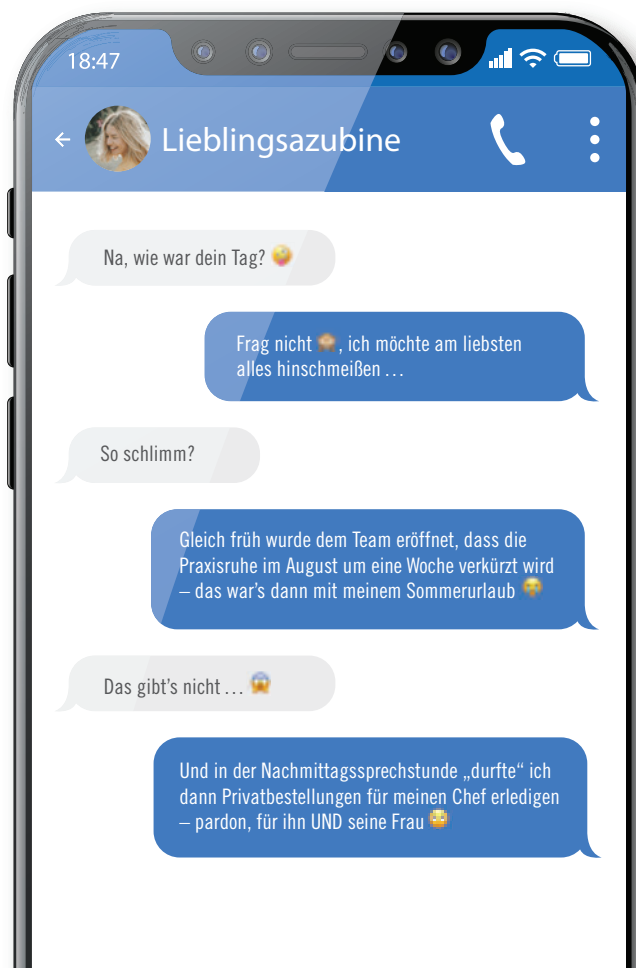 18:47
Lieblingsazubine
Na, wie war dein Tag? 🤪
Frag nicht 🙈, ich möchte am liebsten
alles hinschmeißen …
So schlimm?
Gleich früh wurde dem Team eröffnet, dass die
Praxisruhe im August um eine Woche verkürzt wird
– das war’s dann mit meinem Sommerurlaub 😭
Das gibt’s nicht … 😱
Und in der Nachmittagssprechstunde „durfte“ ich
dann Privatbestellungen für meinen Chef erledigen
– pardon, für ihn UND seine Frau 😳